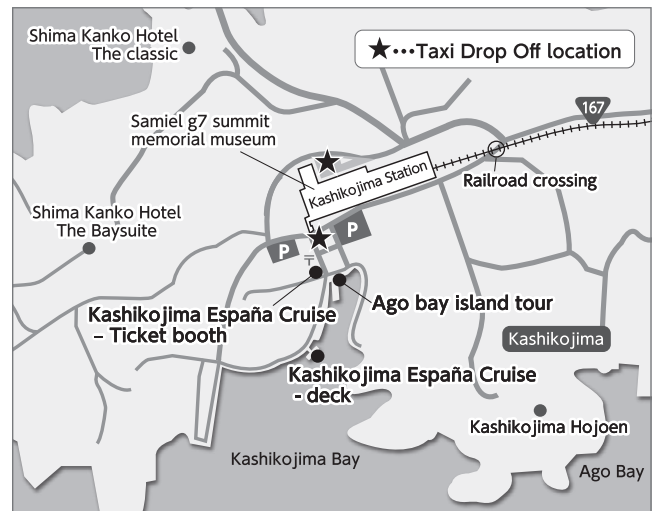 Shima Kanko Hotel
The classic
★•••Taxi Drop Off location
167
Samiel g7 summit
memorial museum
Kashikojima Station
Railroad crossing
Shima Kanko Hotel
The Baysuite
P
P
〒
Kashikojima España Cruise
– Ticket booth
Ago bay island tour
Kashikojima
Kashikojima España Cruise
- deck
Kashikojima Hojoen
Kashikojima Bay
Ago Bay